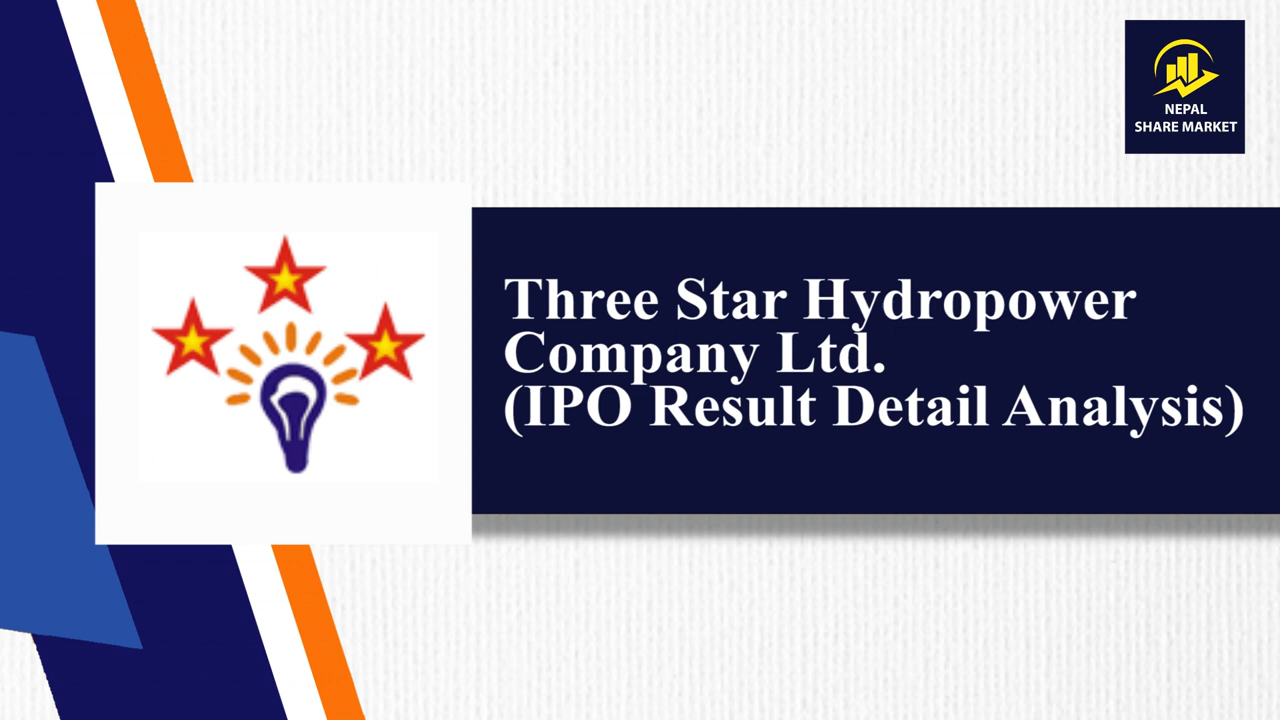 NEPAL
SHARE MARKET
Three Star Hydropower
Company Ltd.
(IPO Result Detail Analysis)